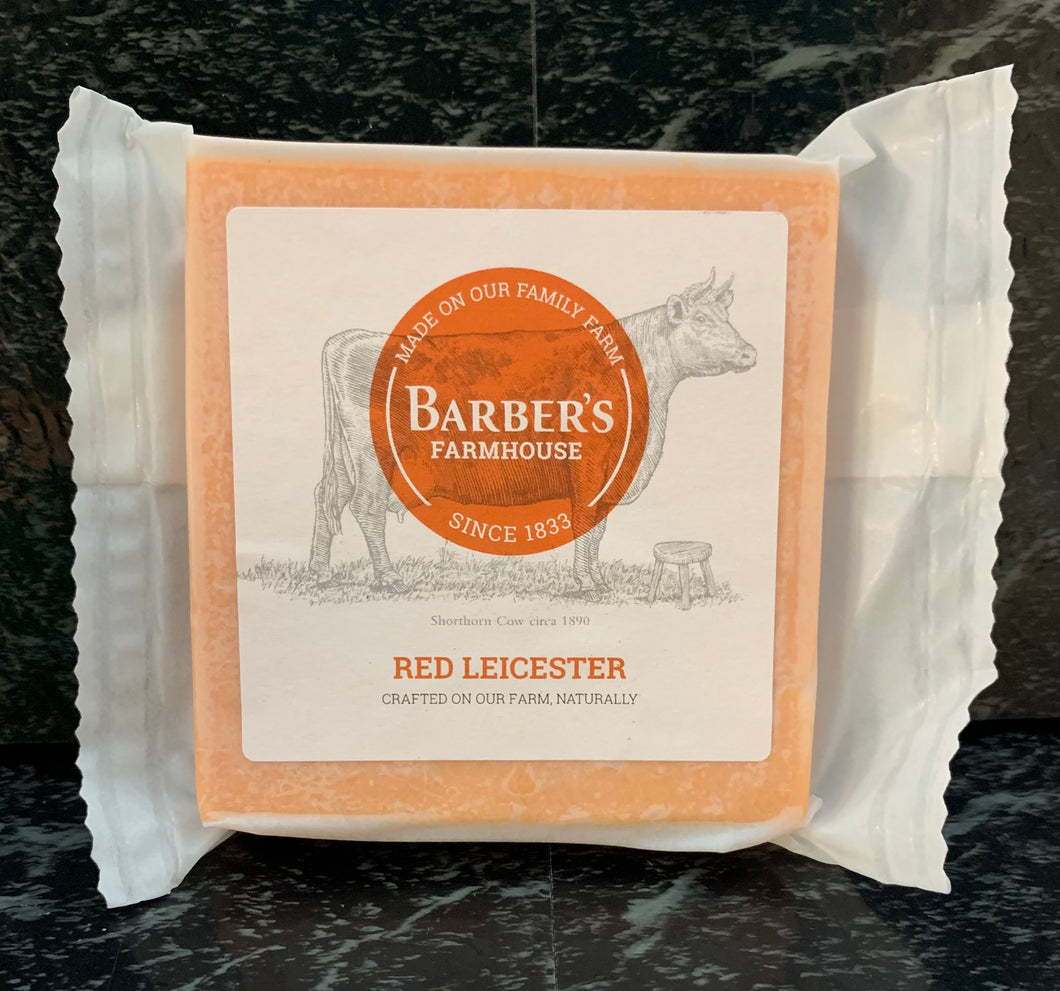 MADE ON OUR FAMILY FARM
BARBER'S
FARMHOUSE
SINCE 1833
Shorthorn Cow circa 1890
RED LEICESTER
CRAFTED ON OUR FARM, NATURALLY